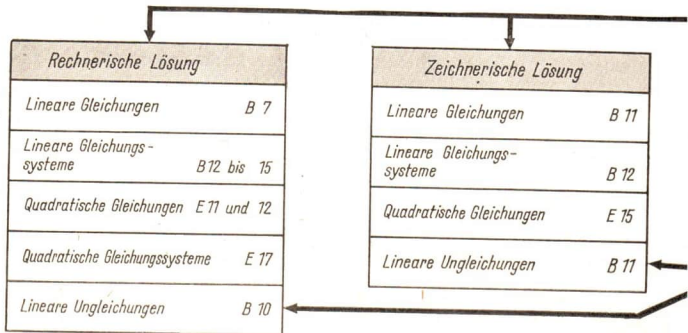 Rechnerische Lösung
Lineare Gleichungen B 7
Lineare Gleichungs-
systeme B 12 bis 15
Quadratische Gleichungen E 11 und 12
Quadratische Gleichungssysteme E 17
Lineare Ungleichungen B 10
Zeichnerische Lösung
Lineare Gleichungen B 11
Lineare Gleichungs-
systeme B 12
Quadratische Gleichungen E 15
Lineare Ungleichungen B 11